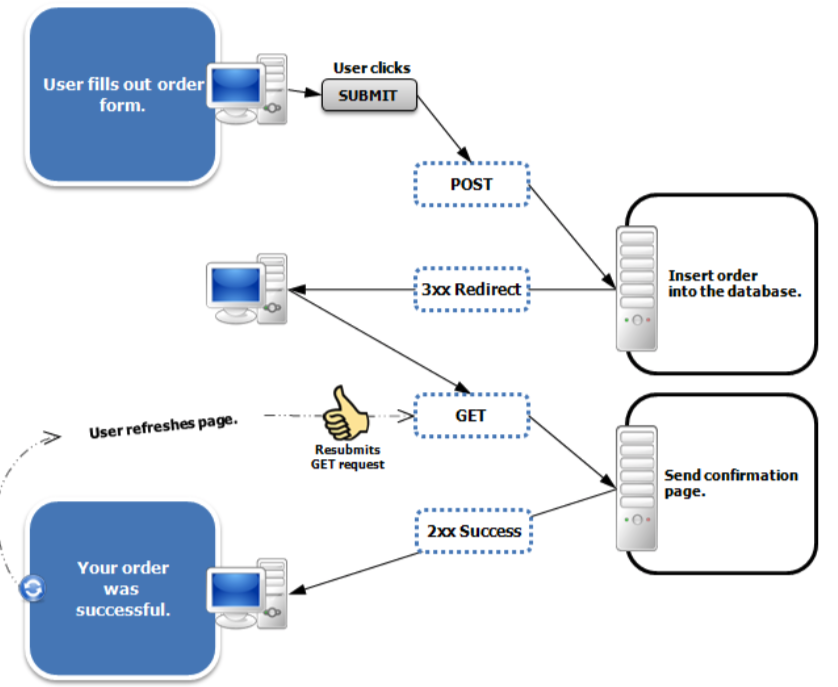 User fills out order
form.
User clicks
SUBMIT
POST
Insert order
into the database.
3xx Redirect
GET
User refreshes page.
Resubmits
GET request
Send confirmation
page.
2xx Success
Your order
was
successful.